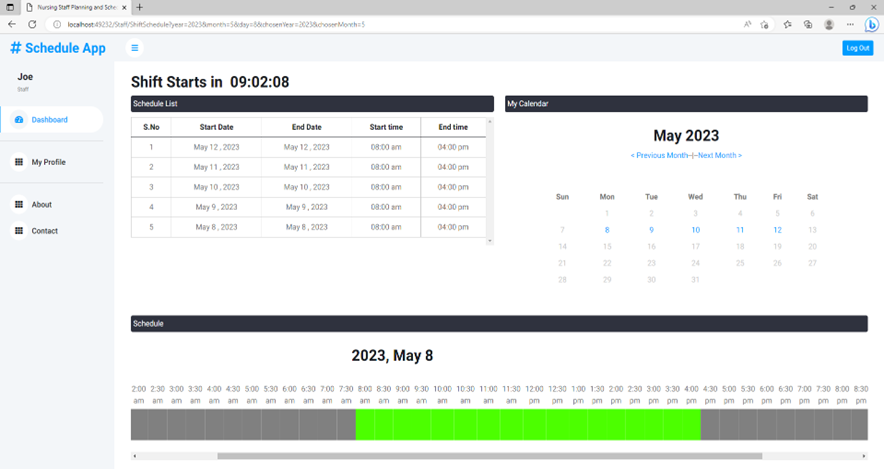 Nursing Staff Planning and Sche
localhost:49232/Staff/ShiftSchedule?year=2023&month=5&day=8&chosenYear=2023&chosenMonth=5
# Schedule App
Log Out
Joe
Staff
Dashboard
My Profile
About
Contact
Shift Starts in 09:02:08
Schedule List
S.No Start Date End Date Start time End time
1 May 12 , 2023 May 12 , 2023 08:00 am 04:00 pm
2 May 11 , 2023 May 11 , 2023 08:00 am 04:00 pm
3 May 10 , 2023 May 10 , 2023 08:00 am 04:00 pm
4 May 9 , 2023 May 9 , 2023 08:00 am 04:00 pm
5 May 8 , 2023 May 8 , 2023 08:00 am 04:00 pm
My Calendar
May 2023
< Previous Month--|--Next Month >
Sun Mon Tue Wed Thu Fri Sat
1 2 3 4 5 6
7 8 9 10 11 12 13
14 15 16 17 18 19 20
21 22 23 24 25 26 27
28 29 30 31
Schedule
2023, May 8
2:00 2:30 3:00 3:30 4:00 4:30 5:00 5:30 6:00 6:30 7:00 7:30 8:00 8:30 9:00 9:30 10:00 10:30 11:00 11:30 12:00 12:30 1:00 1:30 2:00 2:30 3:00 3:30 4:00 4:30 5:00 5:30 6:00 6:30 7:00 7:30 8:00 8:30
am am am am am am am am am am am am am am am am am am am am pm pm pm pm pm pm pm pm pm pm pm pm pm pm pm pm pm pm